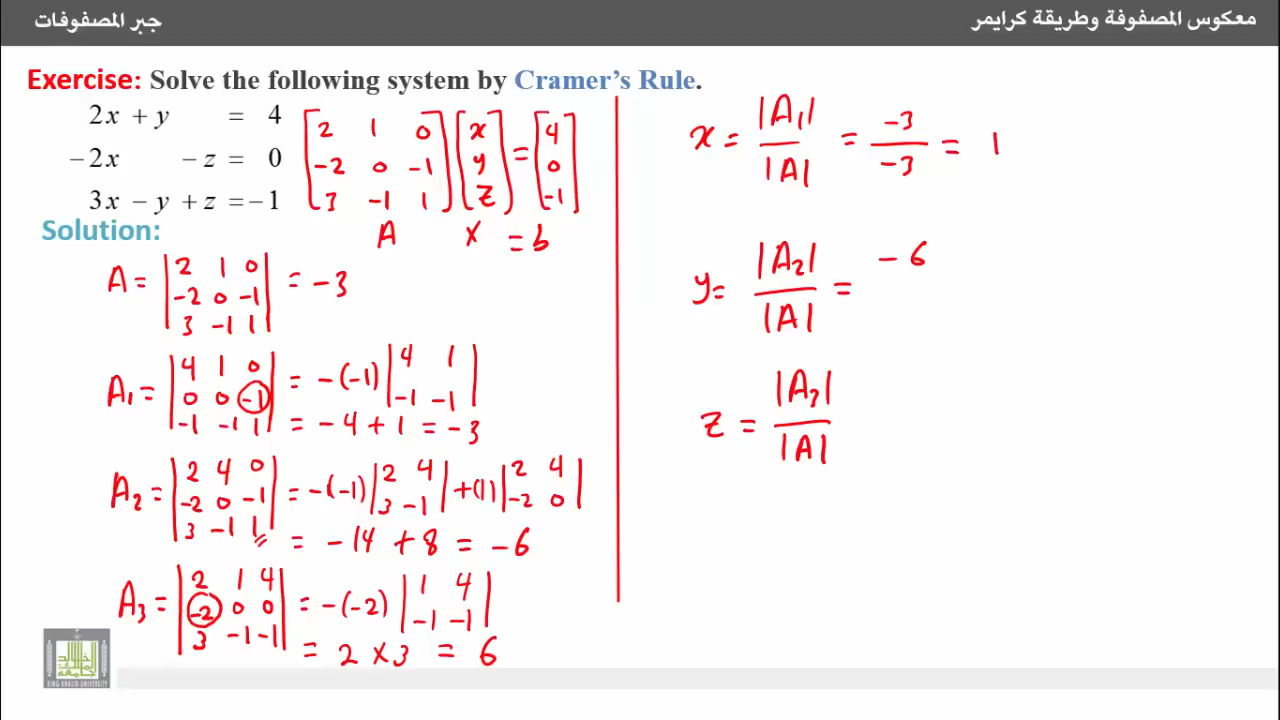 معكوس المصفوفة وطريقة كرايمر
جبر المصفوفات
Exercise: Solve the following system by Cramer's Rule.
2x + y = 4
-2x - z = 0
3x - y + z = -1
[2 1 0] [x] = [4]
[-2 0 -1] [y] [0]
[3 -1 1] [z] [-1]
A X = b
Solution:
A = |2 1 0| = -3
|-2 0 -1|
|3 -1 1|
A1 = |4 1 0| = -(-1) |4 1|
|0 0 -1| |-1 -1|
|-1 -1 1| = -4 + 1 = -3
A2 = |2 4 0| = -(-1) |2 4| + (1) |2 4|
|-2 0 -1| |3 -1| |-2 0|
|3 -1 1| = -14 + 8 = -6
A3 = |2 1 4| = -(-2) |1 4|
|-2 0 0| |-1 -1|
|3 -1 -1| = 2 × 3 = 6
x = |A1| / |A| = -3 / -3 = 1
y = |A2| / |A| = -6
z = |A3| / |A|
KING KHALID UNIVERSITY